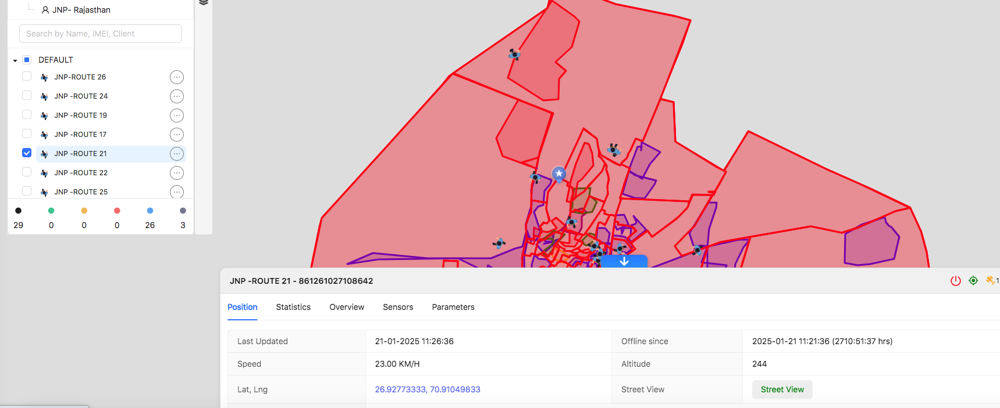 JNP- Rajasthan
Search by Name, IMEI, Client
DEFAULT
JNP-ROUTE 26
JNP -ROUTE 24
JNP -ROUTE 19
JNP -ROUTE 17
JNP -ROUTE 21
JNP -ROUTE 22
JNP -ROUTE 25
29 0 0 0 26 3
JNP -ROUTE 21 - 861261027108642
1
Position Statistics Overview Sensors Parameters
Last Updated 21-01-2025 11:26:36 Offline since 2025-01-21 11:21:36 (2710:51:37 hrs)
Speed 23.00 KM/H Altitude 244
Lat, Lng 26.92773333, 70.91049833 Street View Street View